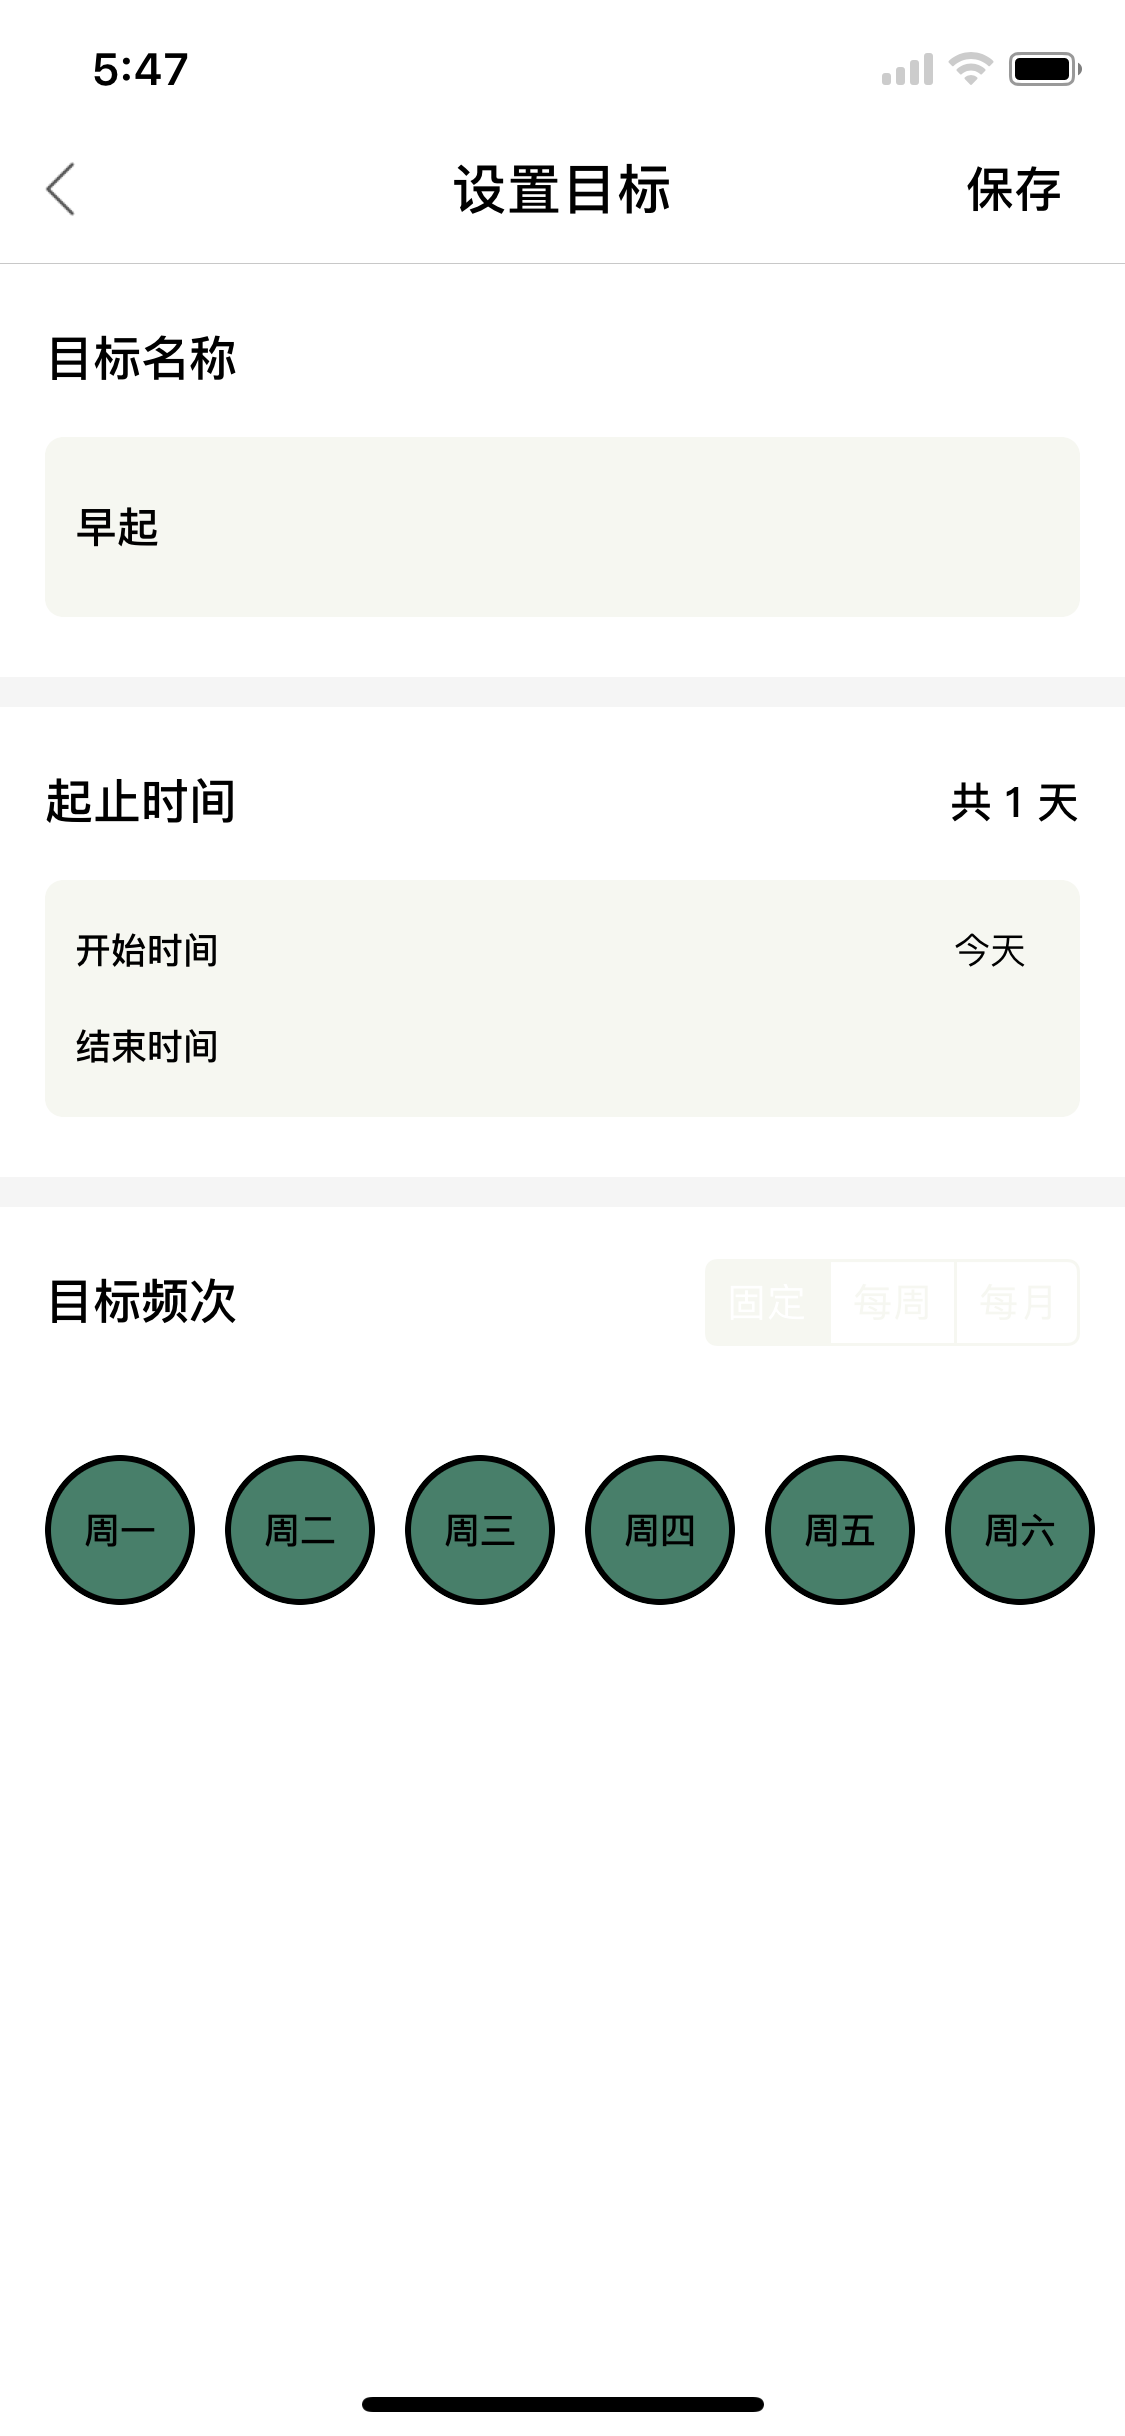 5:47
设置目标 保存
目标名称
早起
起止时间 共 1 天
开始时间 今天
结束时间
目标频次 固定 每周 每月
周一 周二 周三 周四 周五 周六